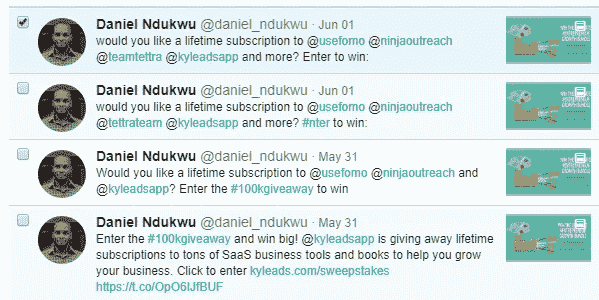 Daniel Ndukwu @daniel_ndukwu · Jun 01
would you like a lifetime subscription to @usefomo @ninjaoutreach
@teamtettra @kyleadsapp and more? Enter to win:
Daniel Ndukwu @daniel_ndukwu · Jun 01
would you like a lifetime subscription to @usefomo @ninjaoutreach
@tettrateam @kyleadsapp and more? #nter to win:
Daniel Ndukwu @daniel_ndukwu · May 31
Would you like a lifetime subscription to @usefomo @ninjaoutreach and
@kyleadsapp? Enter the #100kgiveaway to win
Daniel Ndukwu @daniel_ndukwu · May 31
Enter the #100kgiveaway and win big! @kyleadsapp is giving away lifetime
subscriptions to tons of SaaS business tools and books to help you grow
your business. Click to enter kyleads.com/sweepstakes
https://t.co/OpO6IJfBUF